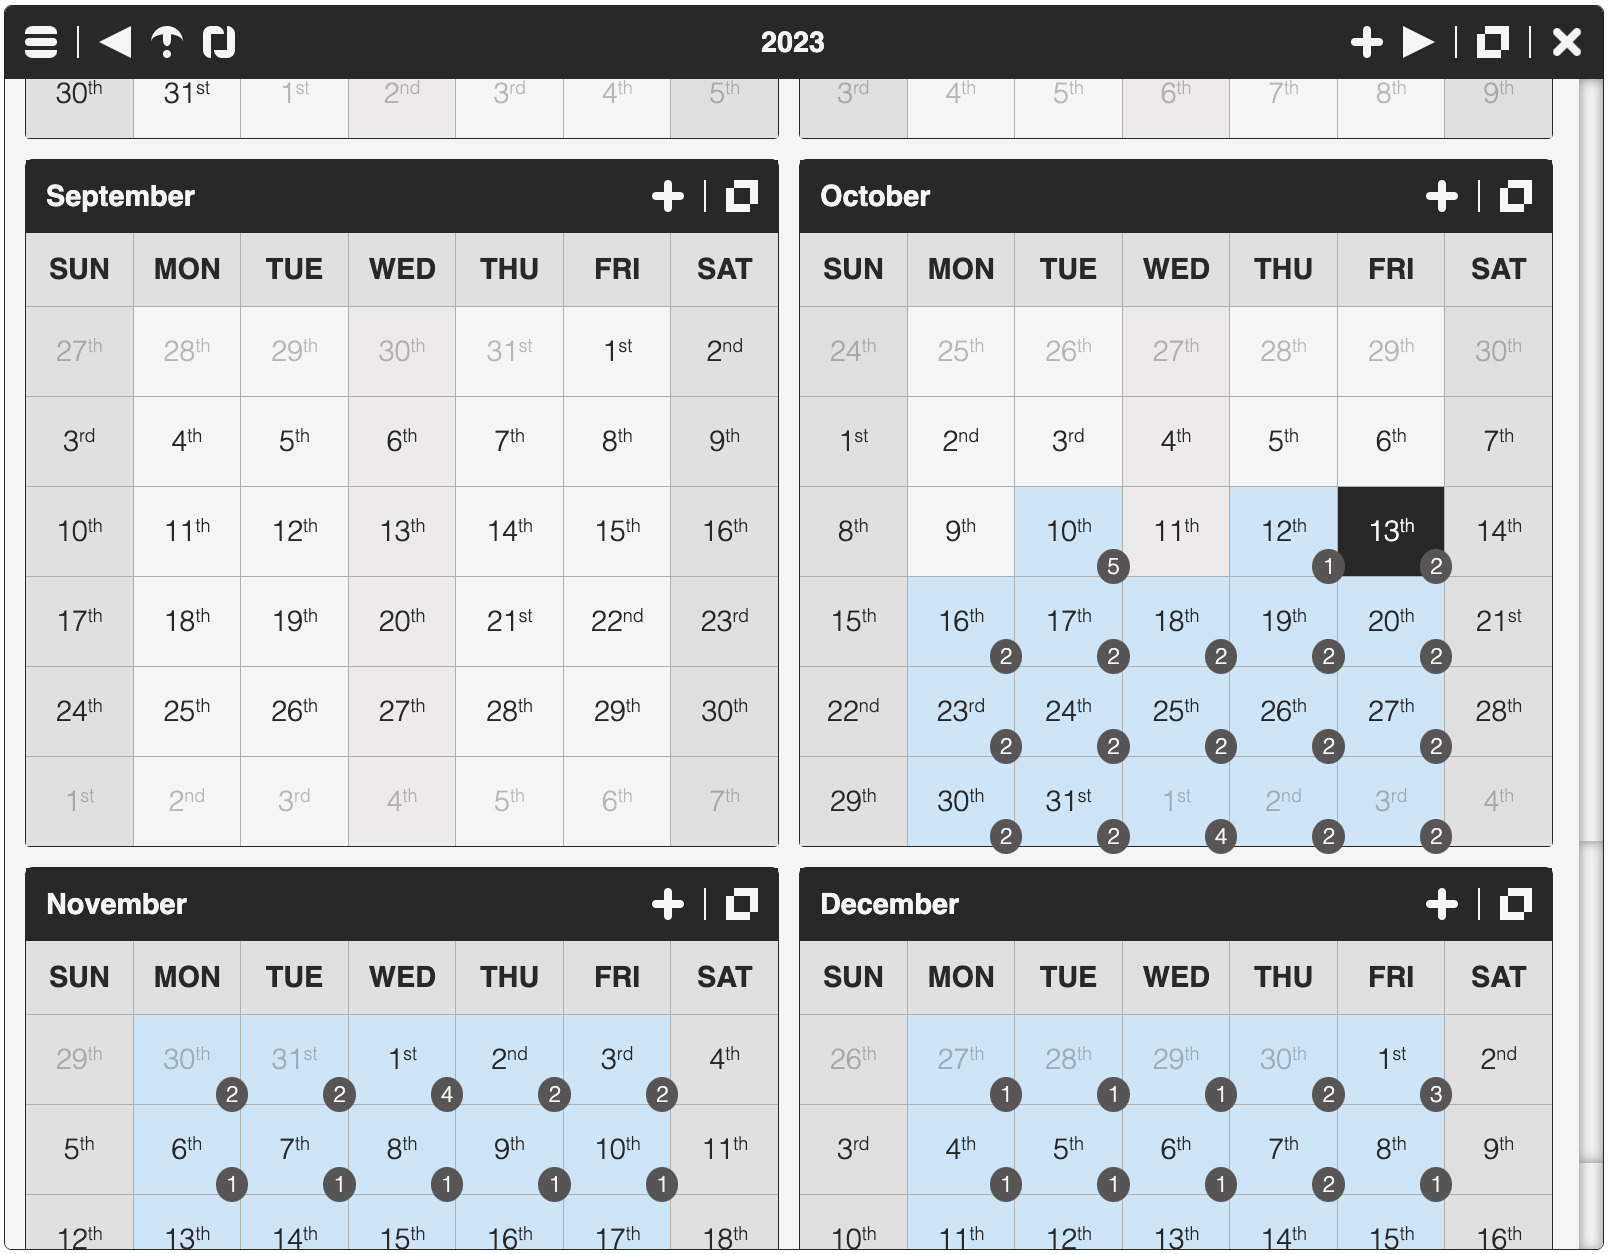 2023
30th 31st 1st 2nd 3rd 4th 5th
3rd 4th 5th 6th 7th 8th 9th
September
SUN MON TUE WED THU FRI SAT
27th 28th 29th 30th 31st 1st 2nd
3rd 4th 5th 6th 7th 8th 9th
10th 11th 12th 13th 14th 15th 16th
17th 18th 19th 20th 21st 22nd 23rd
24th 25th 26th 27th 28th 29th 30th
1st 2nd 3rd 4th 5th 6th 7th
October
SUN MON TUE WED THU FRI SAT
24th 25th 26th 27th 28th 29th 30th
1st 2nd 3rd 4th 5th 6th 7th
8th 9th 10th 11th 12th 13th 14th
5 1 2
15th 16th 17th 18th 19th 20th 21st
2 2 2 2 2
22nd 23rd 24th 25th 26th 27th 28th
2 2 2 2 2
29th 30th 31st 1st 2nd 3rd 4th
2 2 4 2 2
November
SUN MON TUE WED THU FRI SAT
29th 30th 31st 1st 2nd 3rd 4th
2 2 4 2 2
5th 6th 7th 8th 9th 10th 11th
1 1 1 1 1
12th 13th 14th 15th 16th 17th 18th
December
SUN MON TUE WED THU FRI SAT
26th 27th 28th 29th 30th 1st 2nd
1 1 1 2 3
3rd 4th 5th 6th 7th 8th 9th
1 1 1 2 1
10th 11th 12th 13th 14th 15th 16th